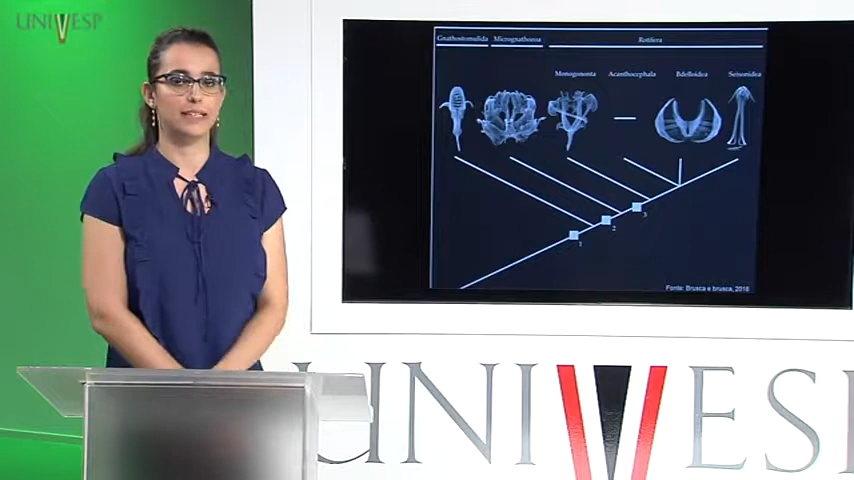 UNIVESP
Gnathostomulida Micrognathozoa Rotifera
Monogononta Acanthocephala Bdelloidea Seisonidea
1
2
3
Fonte: Brusca e brusca, 2016
UNIVESP